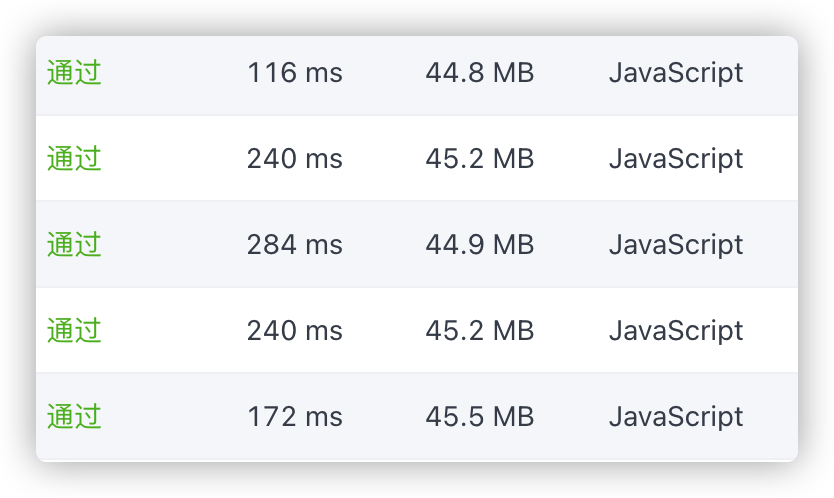 通过 116 ms 44.8 MB JavaScript
通过 240 ms 45.2 MB JavaScript
通过 284 ms 44.9 MB JavaScript
通过 240 ms 45.2 MB JavaScript
通过 172 ms 45.5 MB JavaScript